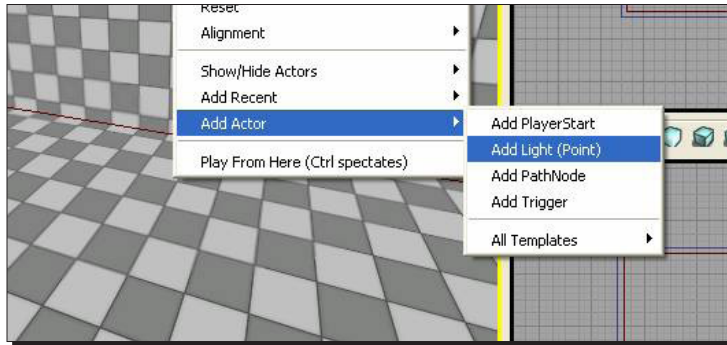 Reset
Alignment
Show/Hide Actors
Add Recent
Add Actor
Play From Here (Ctrl spectates)
Add PlayerStart
Add Light (Point)
Add PathNode
Add Trigger
All Templates